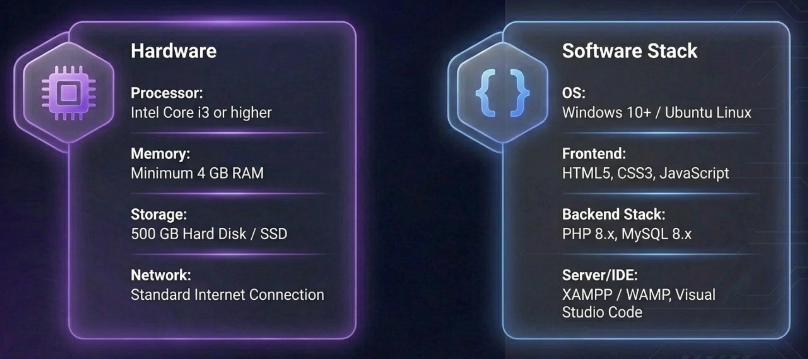 Hardware
Processor:
Intel Core i3 or higher
Memory:
Minimum 4 GB RAM
Storage:
500 GB Hard Disk / SSD
Network:
Standard Internet Connection
Software Stack
OS:
Windows 10+ / Ubuntu Linux
Frontend:
HTML5, CSS3, JavaScript
Backend Stack:
PHP 8.x, MySQL 8.x
Server/IDE:
XAMPP / WAMP, Visual
Studio Code